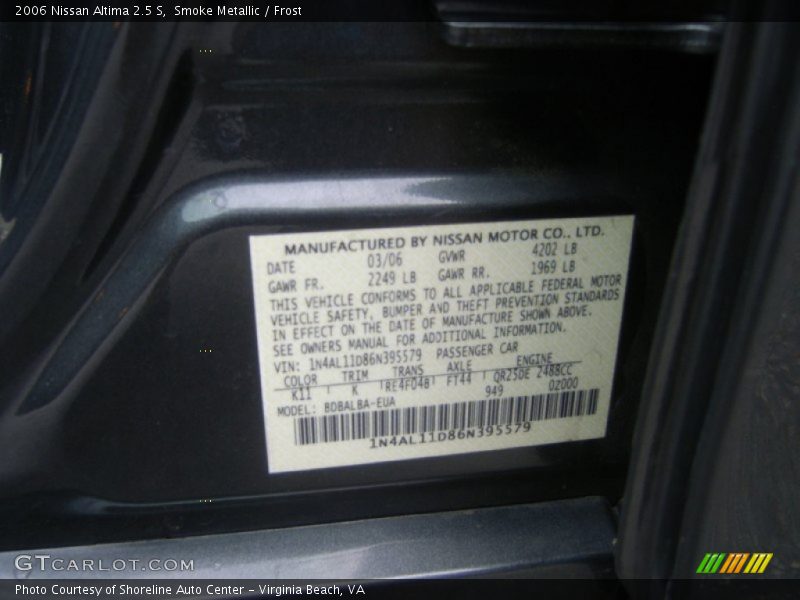 2006 Nissan Altima 2.5 S, Smoke Metallic / Frost
MANUFACTURED BY NISSAN MOTOR CO., LTD.
DATE 03/06 GVWR 4202 LB
GAWR FR. 2249 LB GAWR RR. 1969 LB
THIS VEHICLE CONFORMS TO ALL APPLICABLE FEDERAL MOTOR
VEHICLE SAFETY, BUMPER AND THEFT PREVENTION STANDARDS
IN EFFECT ON THE DATE OF MANUFACTURE SHOWN ABOVE.
SEE OWNERS MANUAL FOR ADDITIONAL INFORMATION.
VIN: 1N4AL11D86N395579 PASSENGER CAR
COLOR TRIM TRANS AXLE ENGINE
K11 K RE4F04B FT44 QR25DE 2488CC
MODEL: BDBALBA-EUA 949 0Z000
1N4AL11D86N395579
GTCARLOT.COM
Photo Courtesy of Shoreline Auto Center - Virginia Beach, VA